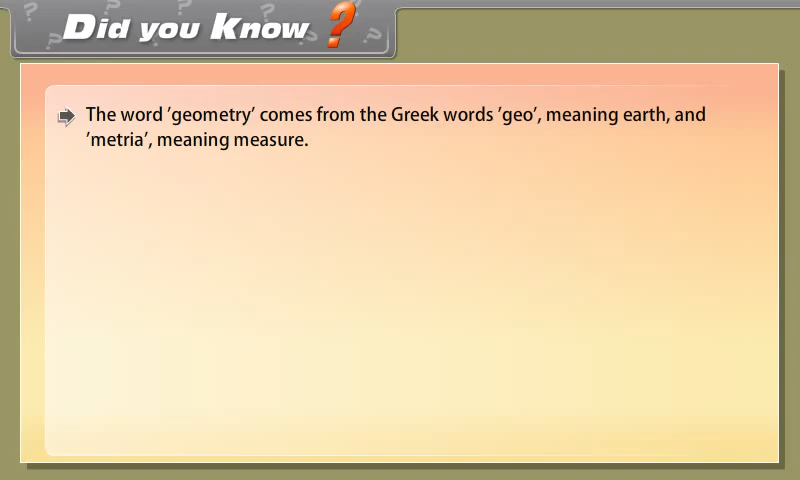 Did you Know ?
The word ’geometry’ comes from the Greek words ’geo’, meaning earth, and
’metria’, meaning measure.